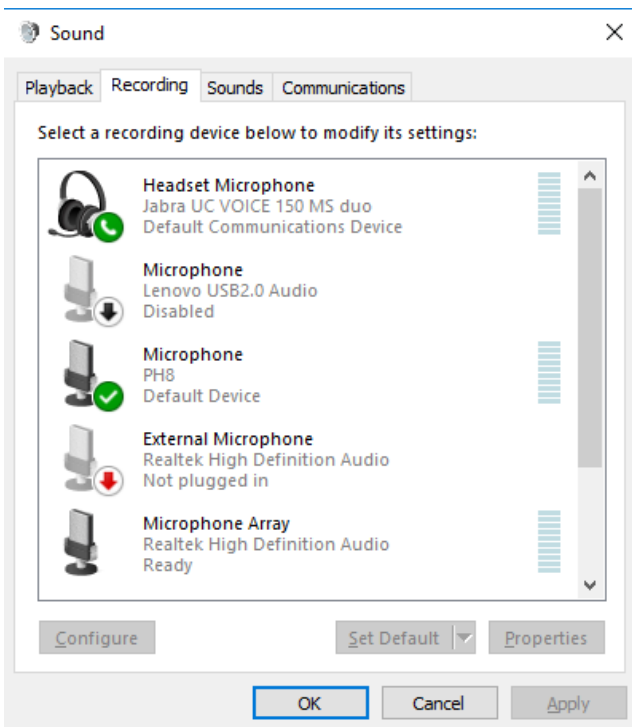 Sound
Playback Recording Sounds Communications
Select a recording device below to modify its settings:
Headset Microphone
Jabra UC VOICE 150 MS duo
Default Communications Device
Microphone
Lenovo USB2.0 Audio
Disabled
Microphone
PH8
Default Device
External Microphone
Realtek High Definition Audio
Not plugged in
Microphone Array
Realtek High Definition Audio
Ready
Configure Set Default Properties
OK Cancel Apply